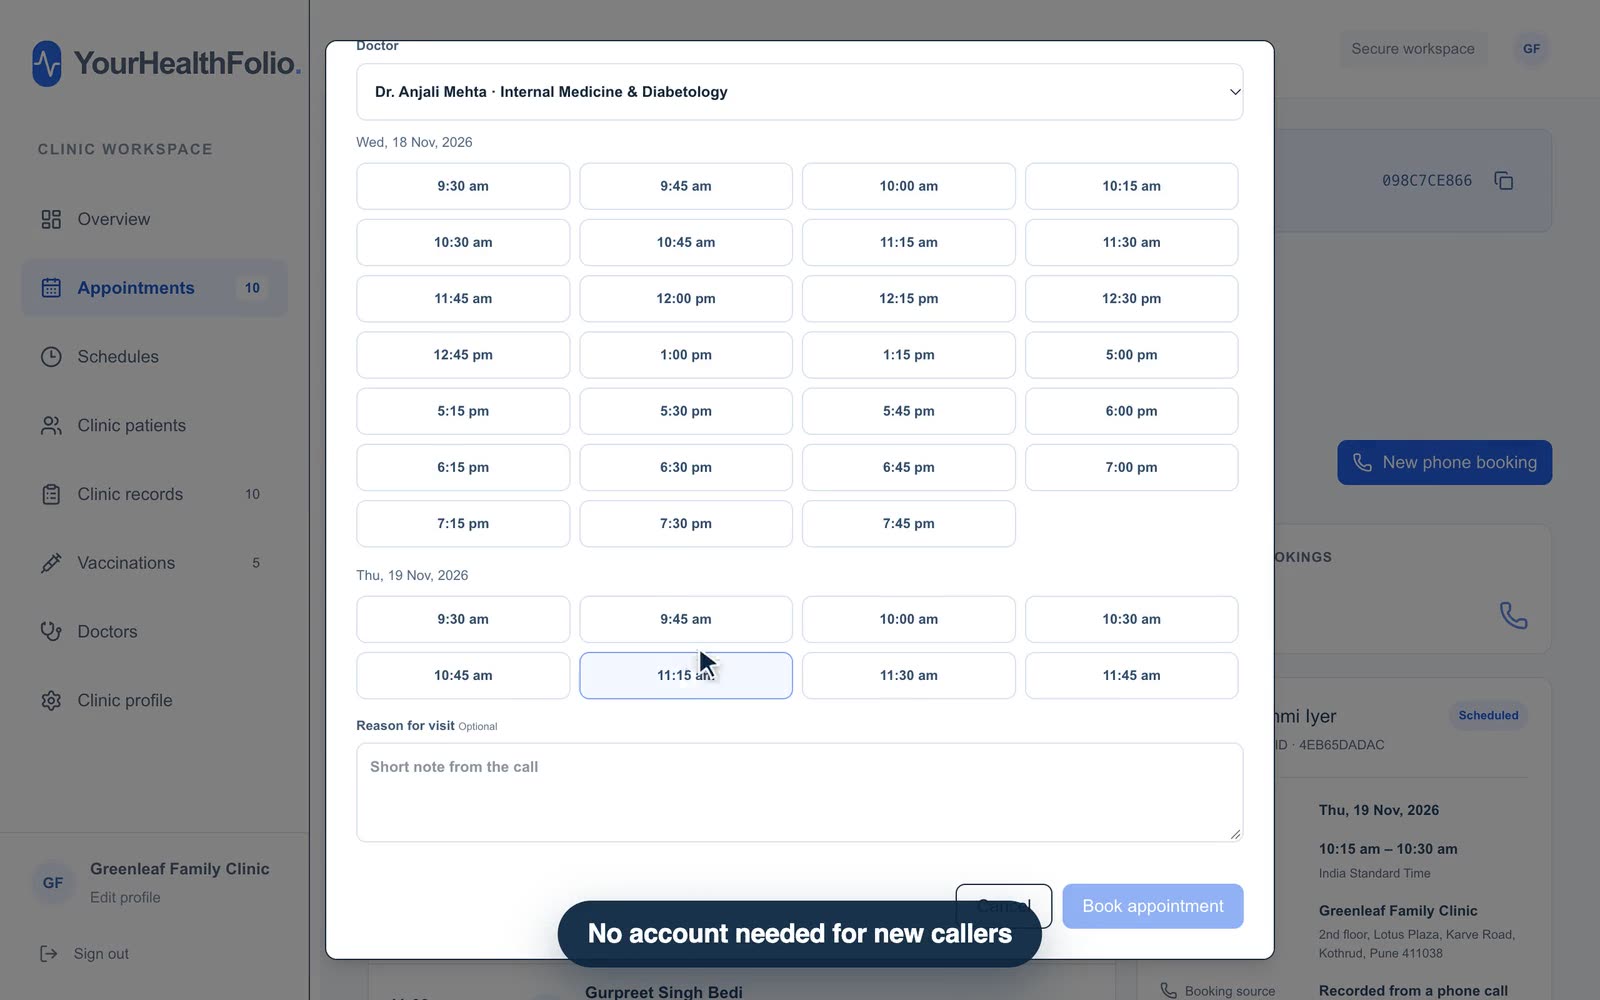 YourHealthFolio.
CLINIC WORKSPACE
Overview
Appointments 10
Schedules
Clinic patients
Clinic records 10
Vaccinations 5
Doctors
Clinic profile
GF
Greenleaf Family Clinic
Edit profile
Sign out
Doctor
Dr. Anjali Mehta · Internal Medicine & Diabetology
Wed, 18 Nov, 2026
9:30 am 9:45 am 10:00 am 10:15 am
10:30 am 10:45 am 11:15 am 11:30 am
11:45 am 12:00 pm 12:15 pm 12:30 pm
12:45 pm 1:00 pm 1:15 pm 5:00 pm
5:15 pm 5:30 pm 5:45 pm 6:00 pm
6:15 pm 6:30 pm 6:45 pm 7:00 pm
7:15 pm 7:30 pm 7:45 pm
Thu, 19 Nov, 2026
9:30 am 9:45 am 10:00 am 10:30 am
10:45 am 11:15 am 11:30 am 11:45 am
Reason for visit Optional
Short note from the call
Cancel Book appointment
No account needed for new callers
Secure workspace GF
098C7CE866
New phone booking
OKINGS
nmi Iyer Scheduled
ID · 4EB65DADAC
Thu, 19 Nov, 2026
10:15 am – 10:30 am
India Standard Time
Greenleaf Family Clinic
2nd floor, Lotus Plaza, Karve Road,
Kothrud, Pune 411038
Booking source Recorded from a phone call
Gurpreet Singh Bedi